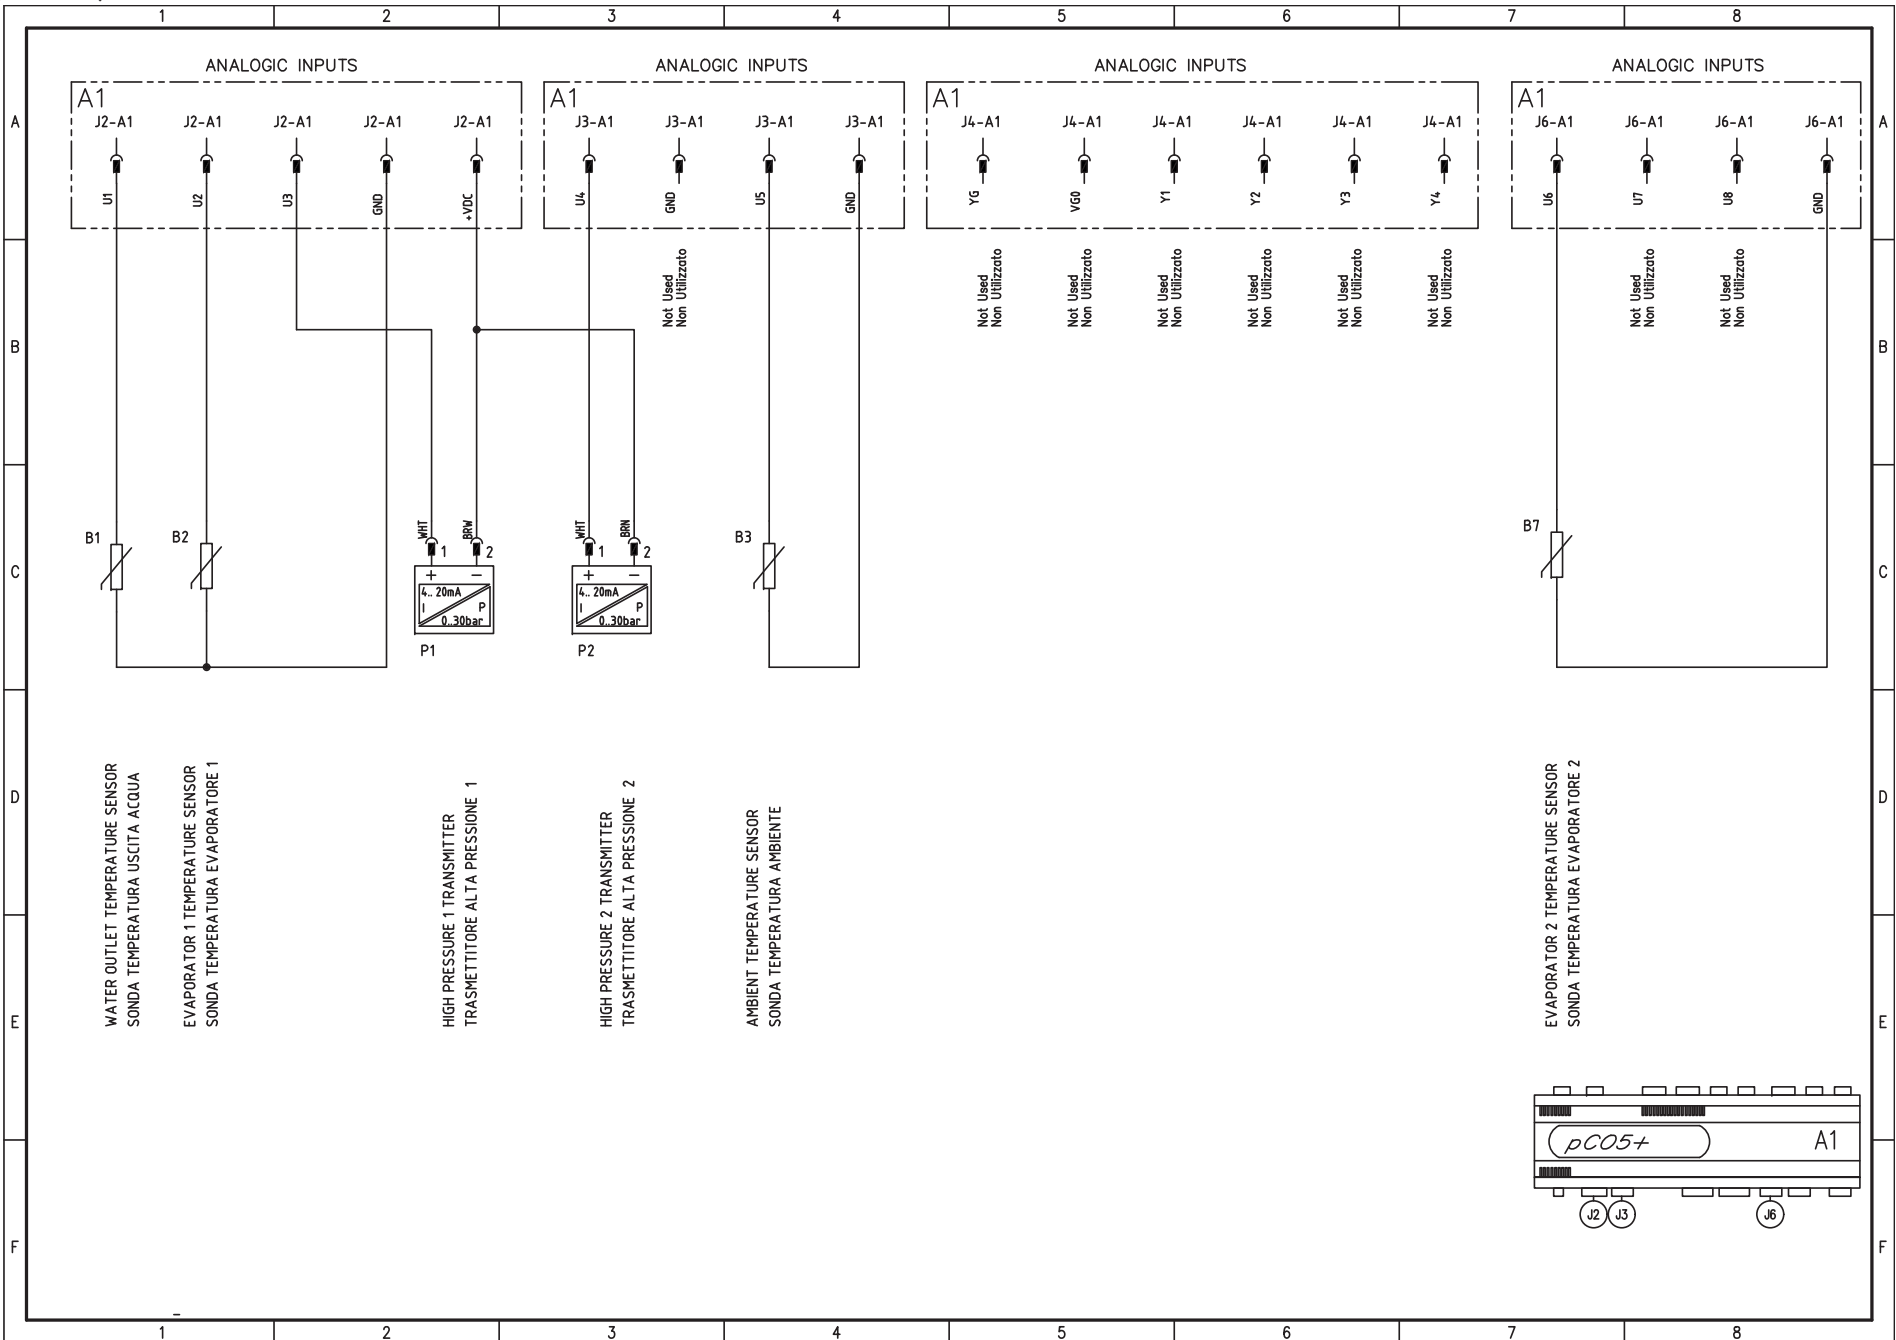 1 2 3 4 5 6 7 8
ANALOGIC INPUTS ANALOGIC INPUTS ANALOGIC INPUTS ANALOGIC INPUTS
A1 A1 A1 A1
A J2-A1 J2-A1 J2-A1 J2-A1 J2-A1 J3-A1 J3-A1 J3-A1 J3-A1 J4-A1 J4-A1 J4-A1 J4-A1 J4-A1 J4-A1 J6-A1 J6-A1 J6-A1 J6-A1 A
U1 U2 U3 GND +VDC U4 GND U5 GND YG VG0 Y1 Y2 Y3 Y4 U6 U7 U8 GND
Not Used
Non Utilizzato
Not Used
Non Utilizzato
Not Used
Non Utilizzato
Not Used
Non Utilizzato
Not Used
Non Utilizzato
Not Used
Non Utilizzato
Not Used
Non Utilizzato
Not Used
Non Utilizzato
Not Used
Non Utilizzato
B B
WHT BRW WHT BRN
B1 B2 B3 B7
1 2 1 2
C + − + − C
4.. 20mA 4.. 20mA
I P I P
0..30bar 0..30bar
P1 P2
D D
WATER OUTLET TEMPERATURE SENSOR
SONDA TEMPERATURA USCITA ACQUA
EVAPORATOR 1 TEMPERATURE SENSOR
SONDA TEMPERATURA EVAPORATORE 1
HIGH PRESSURE 1 TRANSMITTER
TRASMETTITORE ALTA PRESSIONE 1
HIGH PRESSURE 2 TRANSMITTER
TRASMETTITORE ALTA PRESSIONE 2
AMBIENT TEMPERATURE SENSOR
SONDA TEMPERATURA AMBIENTE
EVAPORATOR 2 TEMPERATURE SENSOR
SONDA TEMPERATURA EVAPORATORE 2
E E
pCO5+ A1
J2 J3 J6
F F
1 2 3 4 5 6 7 8